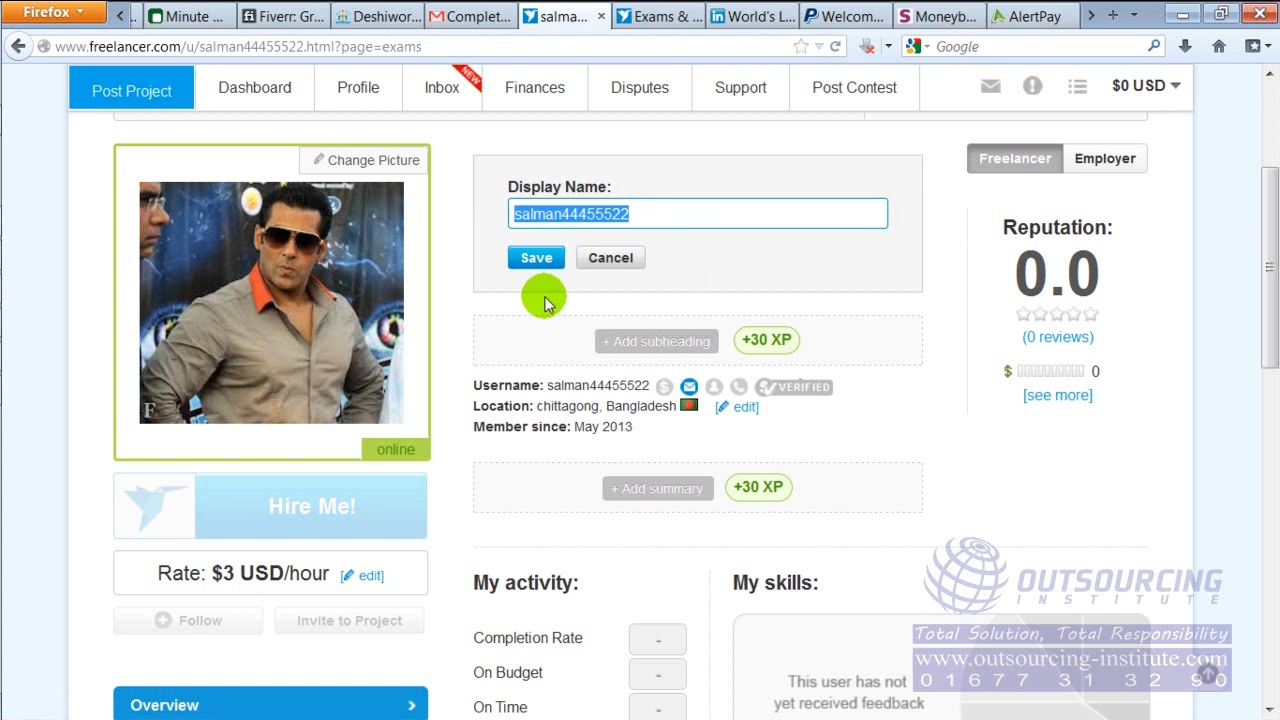 Firefox
Minute ...
Fiverr: Gr...
Deshiwor...
Complet...
salma...
Exams & ...
World's L...
Welcom...
Moneyb...
AlertPay
www.freelancer.com/u/salman44455522.html?page=exams
Google
Post Project
Dashboard
Profile
Inbox
NEW
Finances
Disputes
Support
Post Contest
$0 USD
Change Picture
Display Name:
salman44455522
Save
Cancel
Freelancer
Employer
Reputation:
0.0
(0 reviews)
$ 0
[see more]
+ Add subheading
+30 XP
Username: salman44455522
VERIFIED
Location: chittagong, Bangladesh [edit]
Member since: May 2013
F
online
+ Add summary
+30 XP
Hire Me!
Rate: $3 USD/hour [edit]
Follow
Invite to Project
Overview
My activity:
Completion Rate -
On Budget -
On Time -
My skills:
This user has not
yet received feedback
OUTSOURCING
INSTITUTE
Total Solution, Total Responsibility
www.outsourcing-institute.com
01677 31 32 90